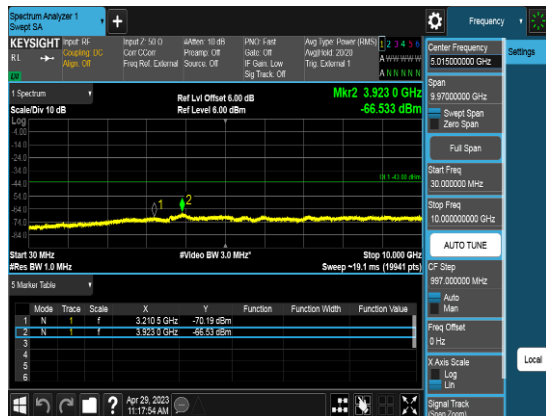 Spectrum Analyzer 1
Swept SA
+
Frequency
KEYSIGHT
Input: RF
Coupling: DC
Align: Off
Input Z: 50 Ω
Corr CCorr
Freq Ref: External
#Atten: 10 dB
Preamp: Off
Source: Off
PNO: Fast
Gate: Off
IF Gain: Low
Sig Track: Off
Avg Type: Power (RMS)
Avg|Hold: 20/20
Trig: External 1
1 2 3 4 5 6
A W W W W W
A N N N N N
RL
LXI
1 Spectrum
Scale/Div 10 dB
Ref Lvl Offset 6.00 dB
Ref Level 6.00 dBm
Mkr2 3.923 0 GHz
-66.533 dBm
Log
-4.00
-14.0
-24.0
-34.0
-44.0
-54.0
-64.0
-74.0
-84.0
DL1 -43.00 dBm
1
2
Start 30 MHz
#Res BW 1.0 MHz
#Video BW 3.0 MHz*
Stop 10.000 GHz
Sweep ~19.1 ms (19941 pts)
5 Marker Table
Mode Trace Scale X Y Function Function Width Function Value
1 N 1 f 3.210 5 GHz -70.19 dBm
2 N 1 f 3.923 0 GHz -66.53 dBm
3
4
5
6
?
Apr 29, 2023
11:17:54 AM
Center Frequency
5.015000000 GHz
Settings
Span
9.97000000 GHz
Swept Span
Zero Span
Full Span
Start Freq
30.000000 MHz
Stop Freq
10.000000000 GHz
AUTO TUNE
CF Step
997.000000 MHz
Auto
Man
Freq Offset
0 Hz
X Axis Scale
Log
Lin
Local
Signal Track
(Span Zoom)